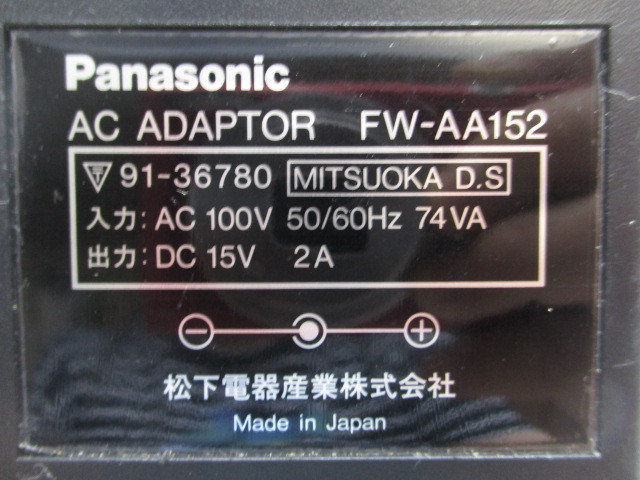 Panasonic
AC ADAPTOR FW-AA152
91-36780 MITSUOKA D.S
入力: AC 100V 50/60Hz 74VA
出力: DC 15V 2A
松下電器産業株式会社
Made in Japan